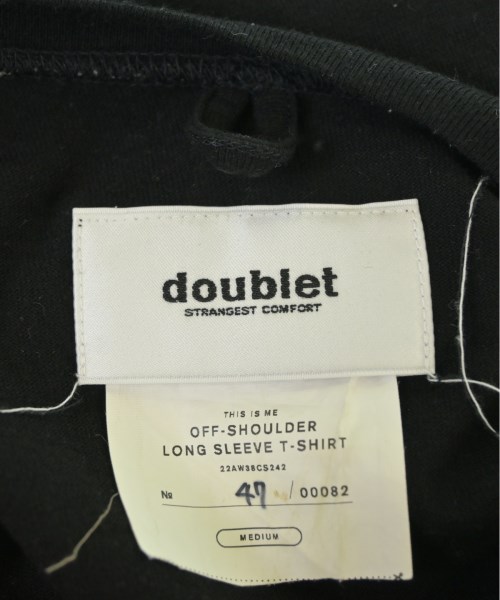 doublet
STRANGEST COMFORT
THIS IS ME
OFF-SHOULDER
LONG SLEEVE T-SHIRT
22AW38CS242
№ 47 /00082
MEDIUM